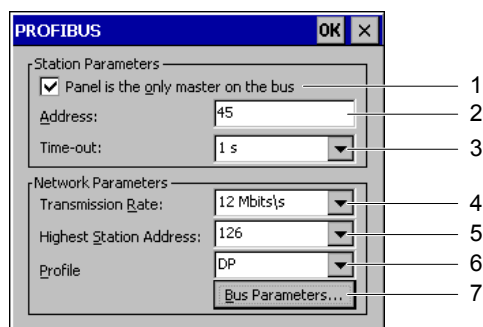 PROFIBUS OK ×
Station Parameters
Panel is the only master on the bus 1
Address: 45 2
Time-out: 1 s 3
Network Parameters
Transmission Rate: 12 Mbits\s 4
Highest Station Address: 126 5
Profile DP 6
Bus Parameters... 7